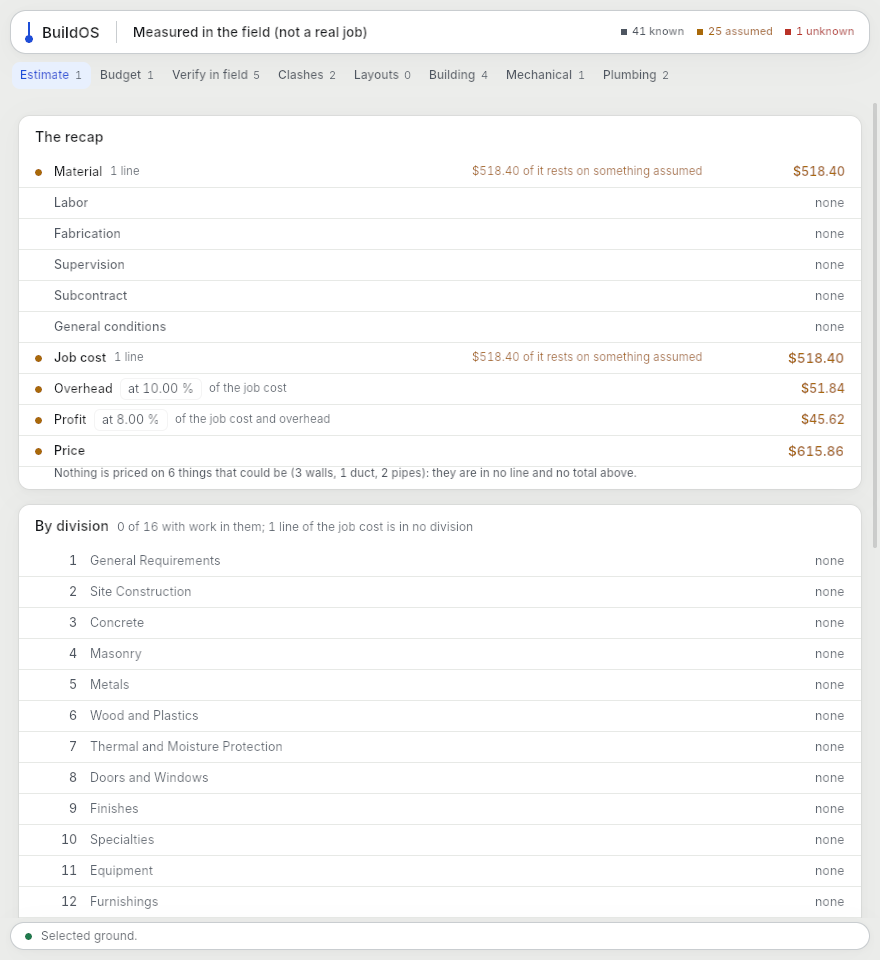 BuildOS Measured in the field (not a real job) 41 known 25 assumed 1 unknown
Estimate 1 Budget 1 Verify in field 5 Clashes 2 Layouts 0 Building 4 Mechanical 1 Plumbing 2
The recap
Material 1 line $518.40 of it rests on something assumed $518.40
Labor none
Fabrication none
Supervision none
Subcontract none
General conditions none
Job cost 1 line $518.40 of it rests on something assumed $518.40
Overhead at 10.00 % of the job cost $51.84
Profit at 8.00 % of the job cost and overhead $45.62
Price $615.86
Nothing is priced on 6 things that could be (3 walls, 1 duct, 2 pipes): they are in no line and no total above.
By division 0 of 16 with work in them; 1 line of the job cost is in no division
1 General Requirements none
2 Site Construction none
3 Concrete none
4 Masonry none
5 Metals none
6 Wood and Plastics none
7 Thermal and Moisture Protection none
8 Doors and Windows none
9 Finishes none
10 Specialties none
11 Equipment none
12 Furnishings none
Selected ground.